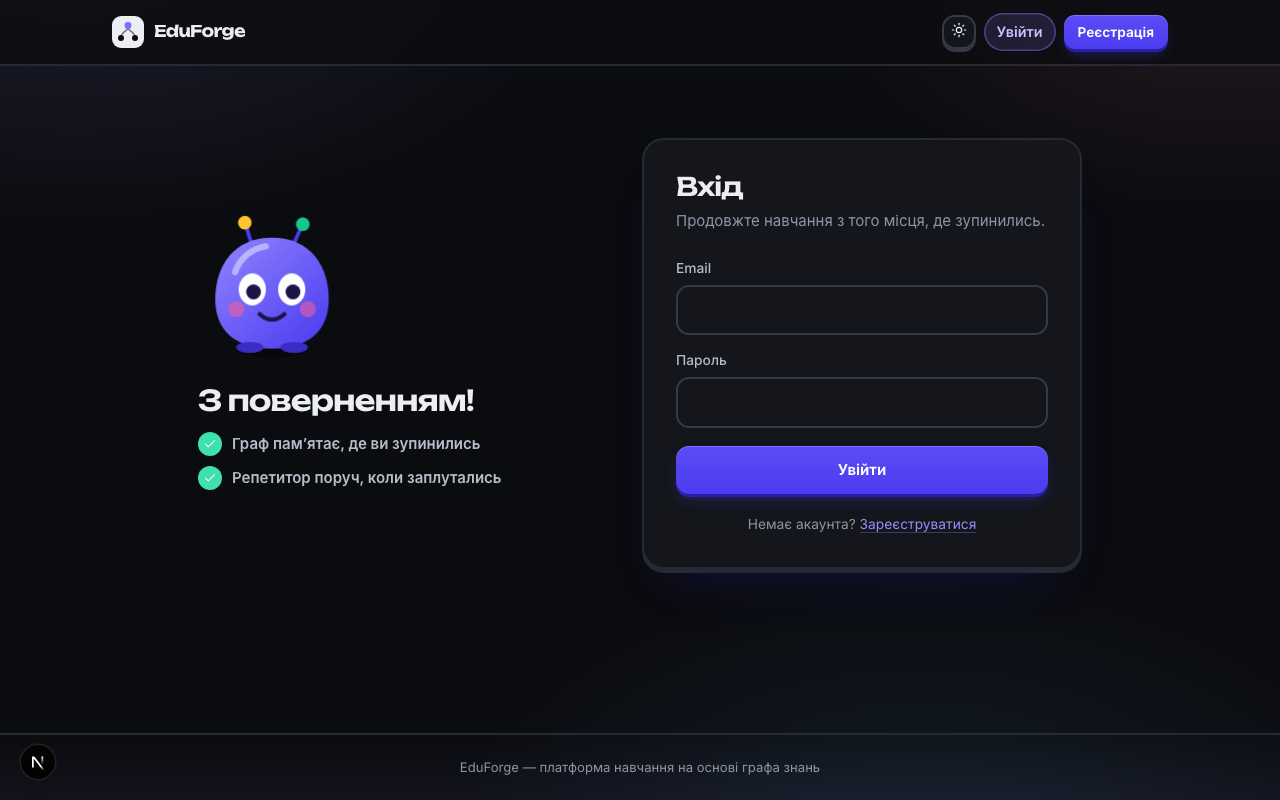 EduForge
Увійти
Реєстрація
З поверненням!
Граф пам’ятає, де ви зупинились
Репетитор поруч, коли заплутались
Вхід
Продовжте навчання з того місця, де зупинились.
Email
Пароль
Увійти
Немає акаунта? Зареєструватися
N
EduForge — платформа навчання на основі графа знань